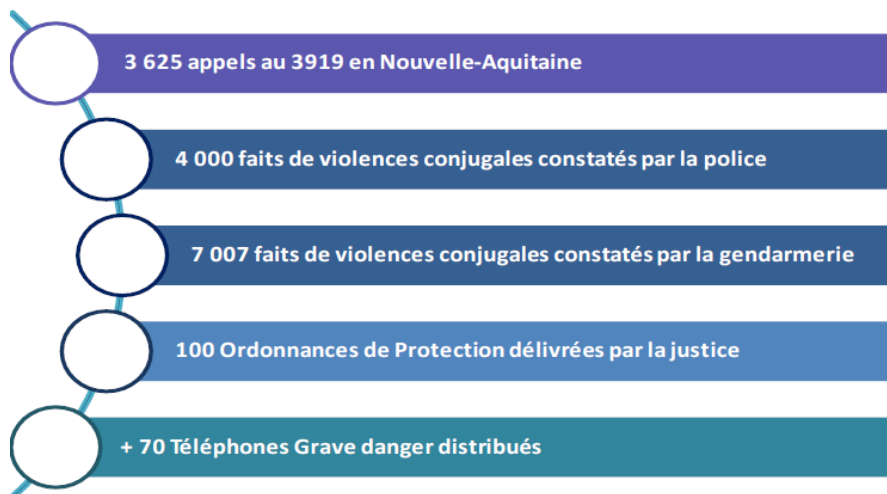 3 625 appels au 3919 en Nouvelle-Aquitaine
4 000 faits de violences conjugales constatés par la police
7 007 faits de violences conjugales constatés par la gendarmerie
100 Ordonnances de Protection délivrées par la justice
+ 70 Téléphones Grave danger distribués